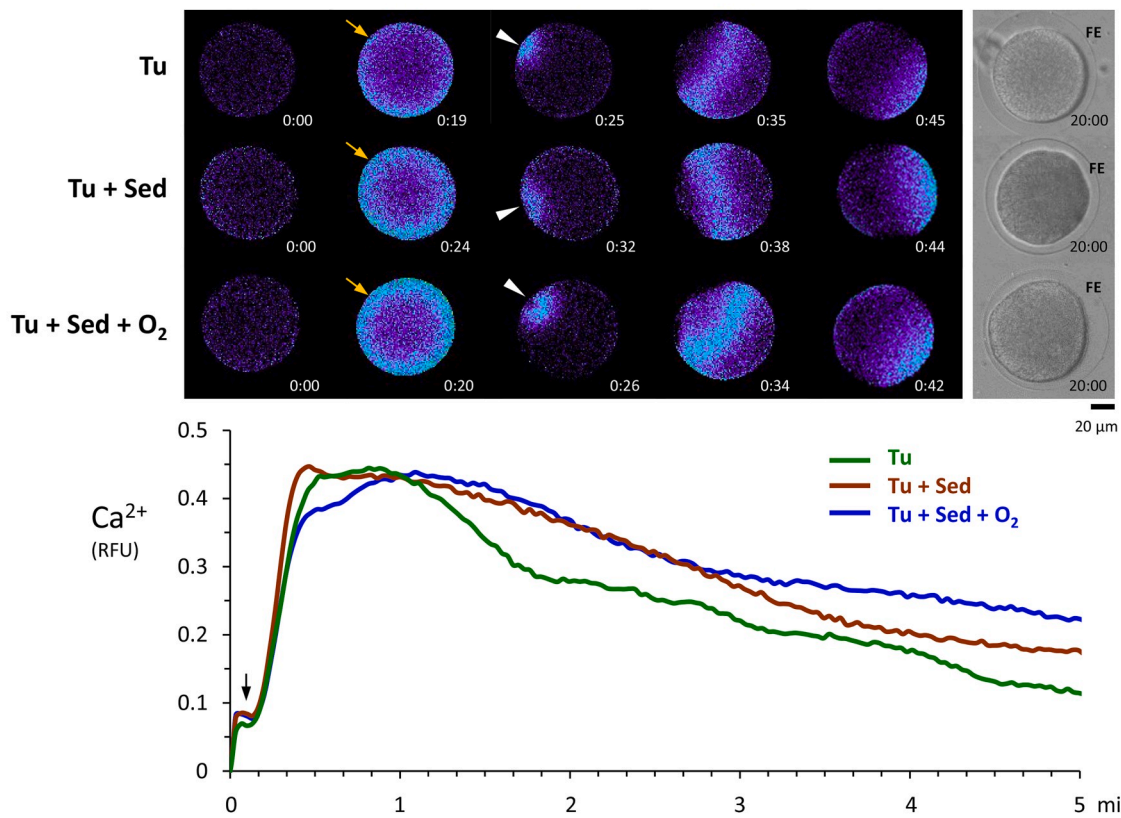 Tu
0:00 0:19 0:25 0:35 0:45
FE
20:00
Tu + Sed
0:00 0:24 0:32 0:38 0:44
FE
20:00
Tu + Sed + O₂
0:00 0:20 0:26 0:34 0:42
FE
20:00
20 µm
0.5
0.4
0.3
0.2
0.1
0
Ca²⁺
(RFU)
Tu
Tu + Sed
Tu + Sed + O₂
0 1 2 3 4 5 mi